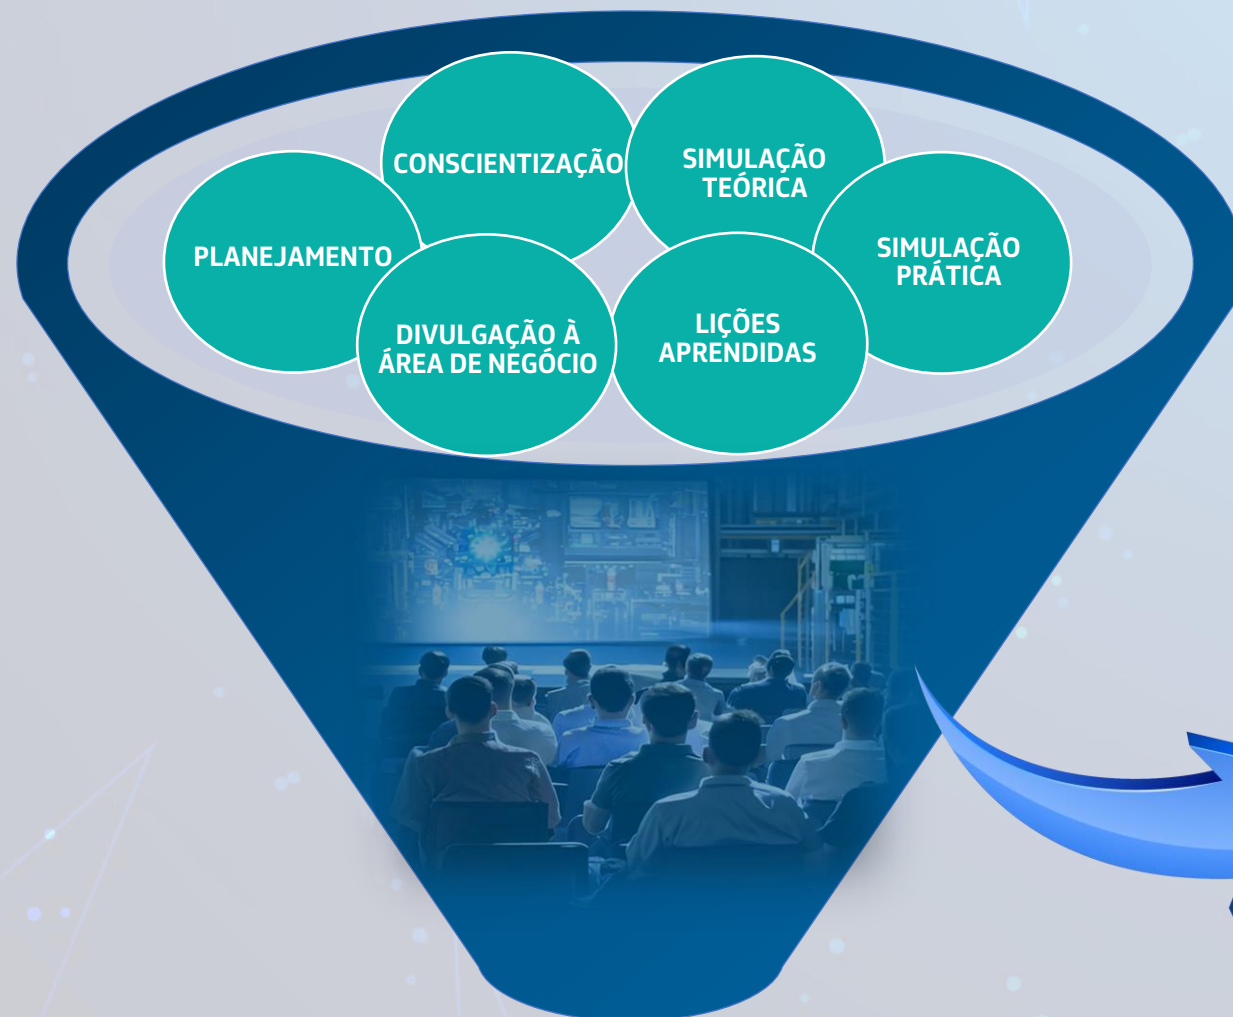 CONSCIENTIZAÇÃO
SIMULAÇÃO
TEÓRICA
PLANEJAMENTO
SIMULAÇÃO
PRÁTICA
DIVULGAÇÃO À
ÁREA DE NEGÓCIO
LIÇÕES
APRENDIDAS